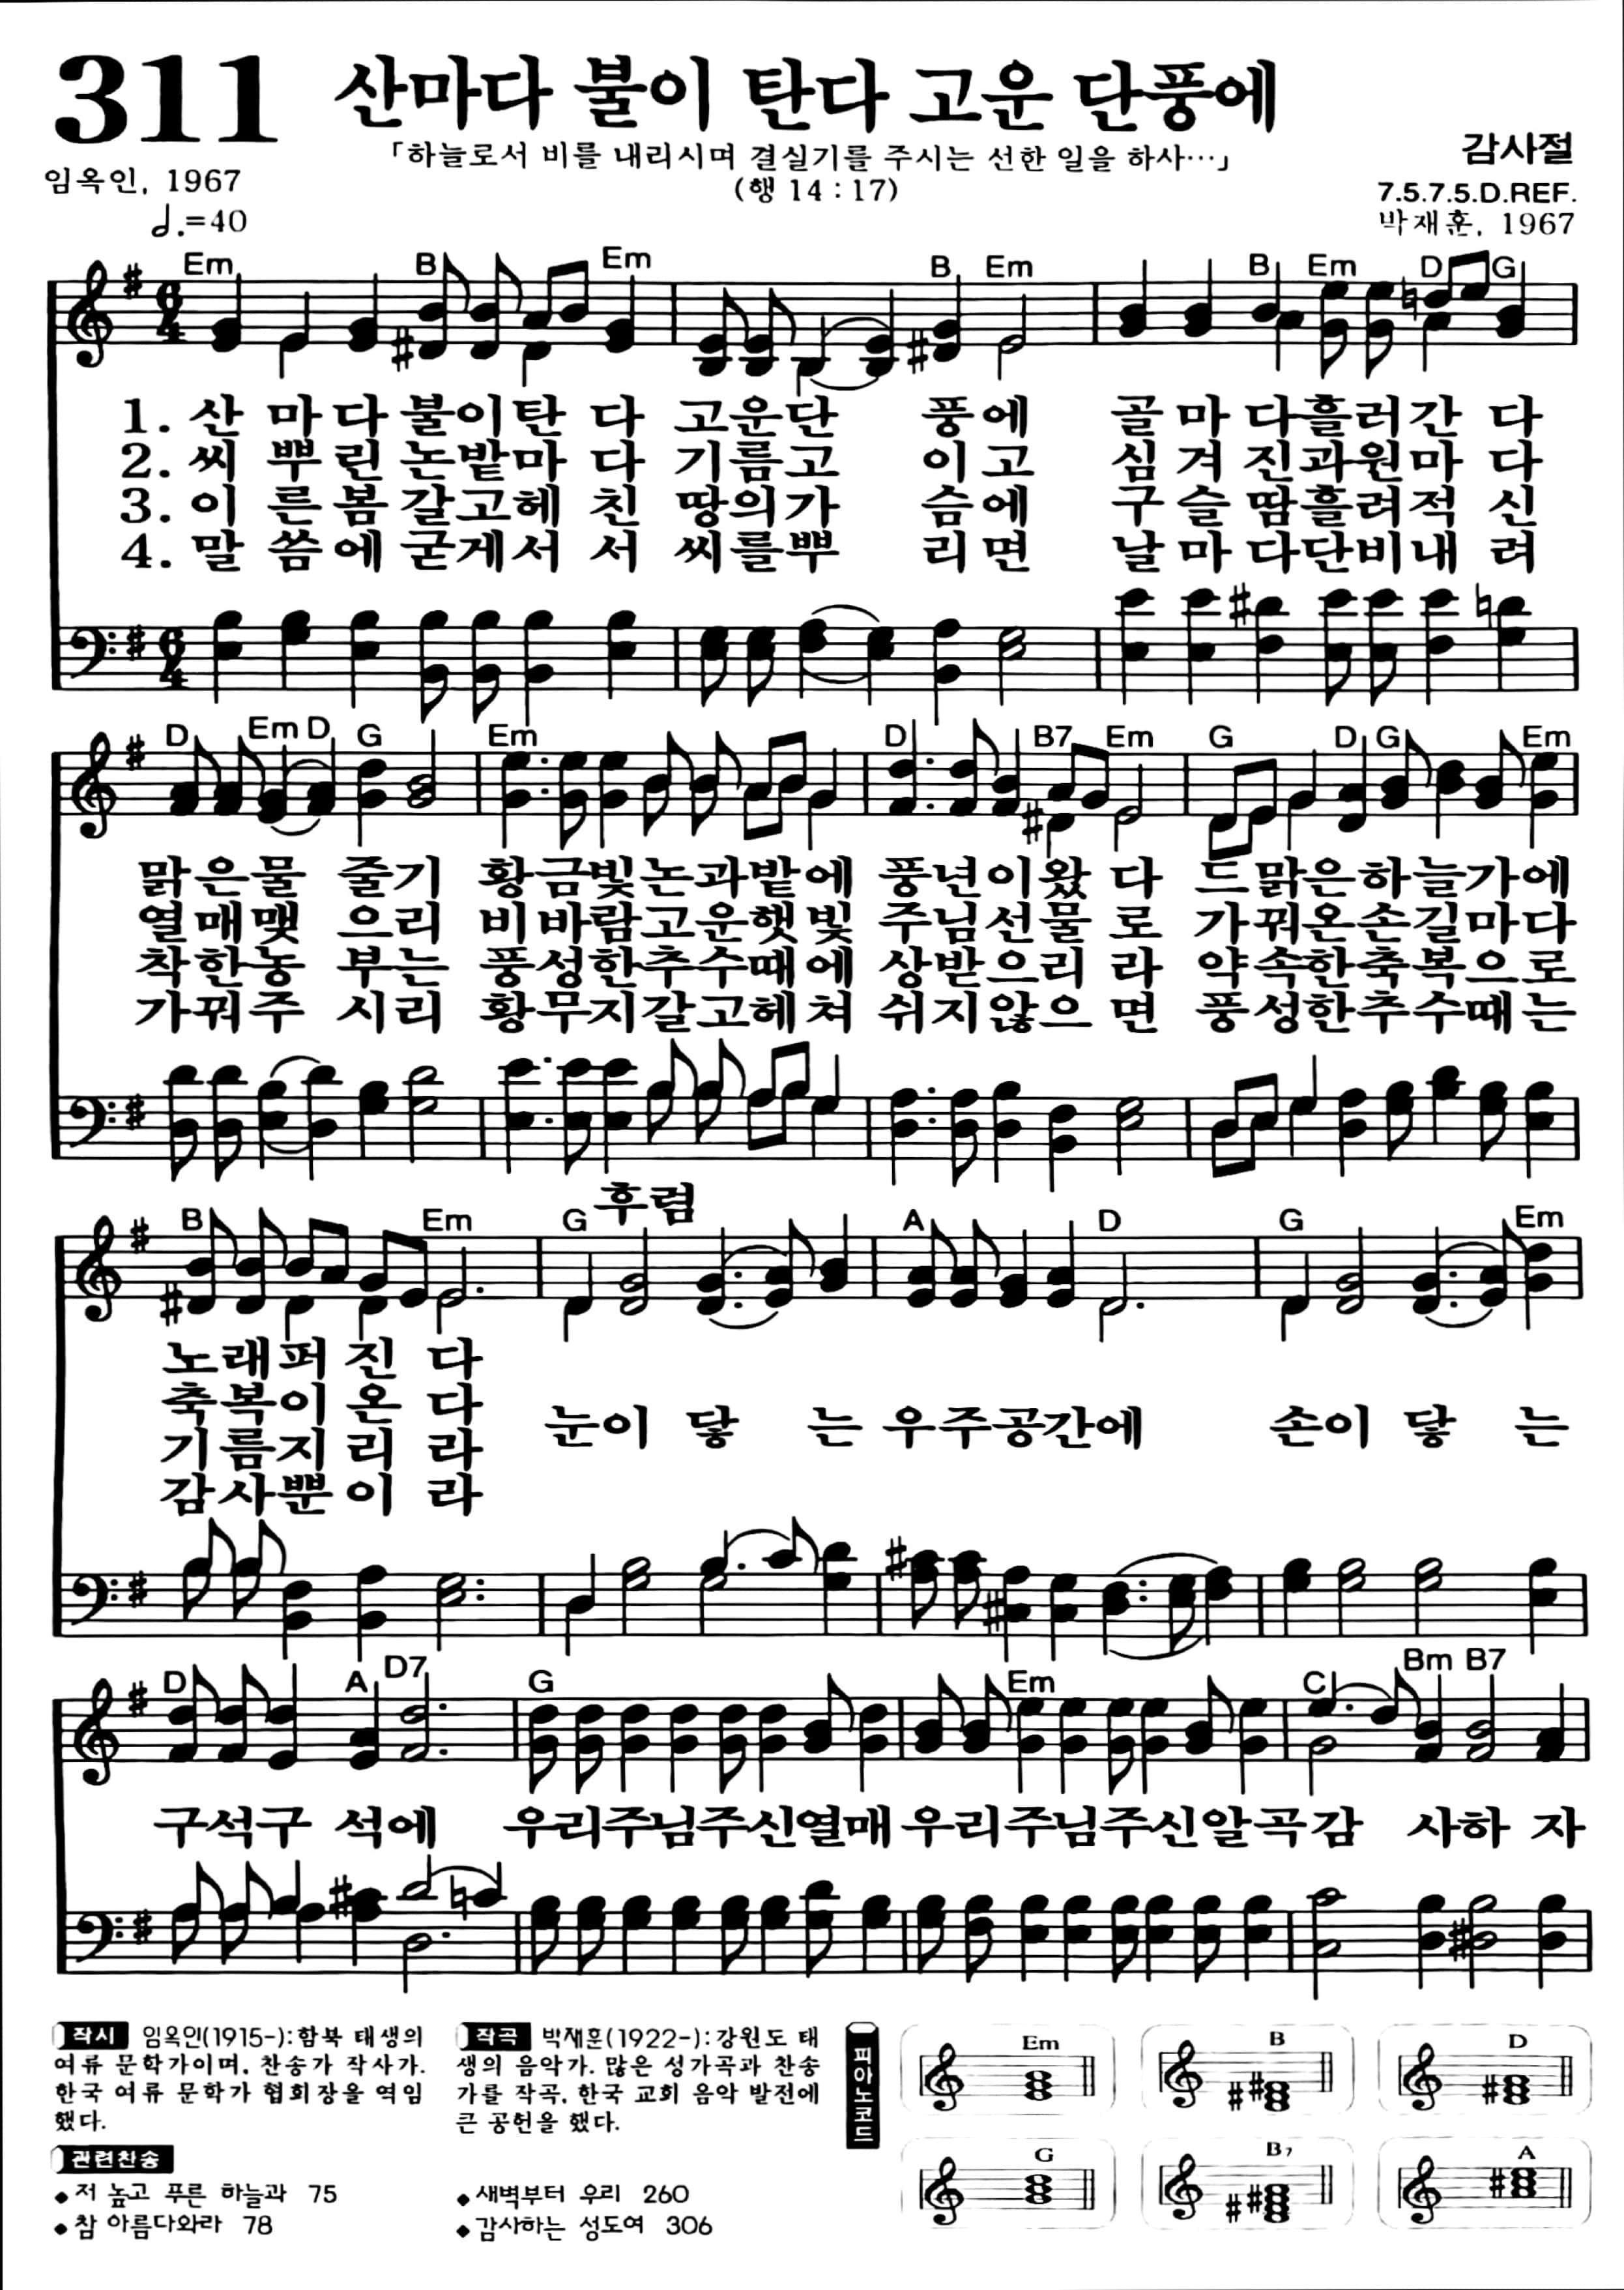 311 산마다 불이 탄다 고운 단풍에
「하늘로서 비를 내리시며 결실기를 주시는 선한 일을 하사…」
(행 14 : 17)
감사절
임옥인, 1967
7.5.7.5.D.REF.
♩.=40
박재훈, 1967
Em B Em B Em B Em D G
1. 산 마 다 불이탄 다 고운단 풍에 골 마 다흘러간 다
2. 씨 뿌 린 논밭마 다 기름고 이고 심 겨 진과원마 다
3. 이 른 봄 갈고헤 친 땅의가 슴에 구 슬 땀흘려적 신
4. 말 씀 에 굳게서 서 씨를뿌 리면 날 마 다단비내 려
D Em D G Em D B7 Em G D G Em
맑은물 줄기 황금빛논과밭에 풍년이왔 다 드맑은하늘가에
열매맺 으리 비바람고운햇빛 주님선물 로 가꿔온손길마다
착한농 부는 풍성한추수때에 상받으리 라 약속한축복으로
가꿔주 시리 황무지갈고헤쳐 쉬지않으 면 풍성한추수때는
후렴
B Em G A D G Em
노래퍼 진 다
축복이 온 다
기름지 리 라
감사뿐 이 라
눈이 닿 는 우주공간에 손이 닿 는
D A D7 G Em C Bm B7
구석구 석에 우리주님주신열매 우리주님주신알곡감 사하 자
작시 임옥인(1915-):함북 태생의
여류 문학가이며, 찬송가 작사가.
한국 여류 문학가 협회장을 역임
했다.
작곡 박재훈(1922-):강원도 태
생의 음악가. 많은 성가곡과 찬송
가를 작곡, 한국 교회 음악 발전에
큰 공헌을 했다.
관련찬송
◆저 높고 푸른 하늘과 75
◆참 아름다와라 78
◆새벽부터 우리 260
◆감사하는 성도여 306
피아노코드
Em B D
G B7 A